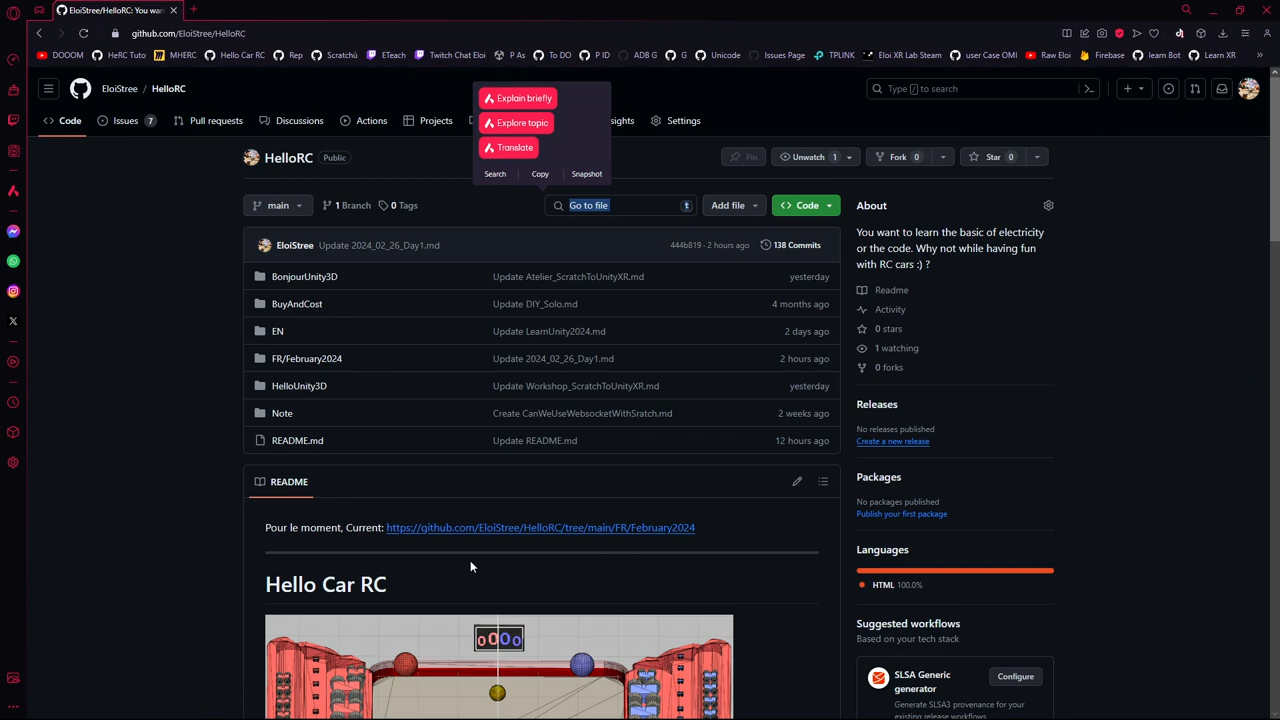 EloiStree/HelloRC: You wan
github.com/EloiStree/HelloRC
DOOOM HeRC Tuto MHERC Hello Car RC Rep Scratchù ETeach Twitch Chat Eloi P As To DO P ID ADB G G Unicode Issues Page TPLINK Eloi XR Lab Steam user Case OMI Raw Eloi Firebase learn Bot Learn XR
EloiStree / HelloRC
Type / to search
Code Issues 7 Pull requests Discussions Actions Projects sights Settings
Explain briefly
Explore topic
Translate
Search Copy Snapshot
HelloRC Public
Pin Unwatch 1 Fork 0 Star 0
main 1 Branch 0 Tags Go to file t Add file Code
EloiStree Update 2024_02_26_Day1.md 444b819 · 2 hours ago 138 Commits
BonjourUnity3D Update Atelier_ScratchToUnityXR.md yesterday
BuyAndCost Update DIY_Solo.md 4 months ago
EN Update LearnUnity2024.md 2 days ago
FR/February2024 Update 2024_02_26_Day1.md 2 hours ago
HelloUnity3D Update Workshop_ScratchToUnityXR.md yesterday
Note Create CanWeUseWebsocketWithSratch.md 2 weeks ago
README.md Update README.md 12 hours ago
README
Pour le moment, Current: https://github.com/EloiStree/HelloRC/tree/main/FR/February2024
Hello Car RC
0000
About
You want to learn the basic of electricity
or the code. Why not while having fun
with RC cars :) ?
Readme
Activity
0 stars
1 watching
0 forks
Releases
No releases published
Create a new release
Packages
No packages published
Publish your first package
Languages
HTML 100.0%
Suggested workflows
Based on your tech stack
SLSA Generic
generator
Configure
Generate SLSA3 provenance for your
existing release workflows